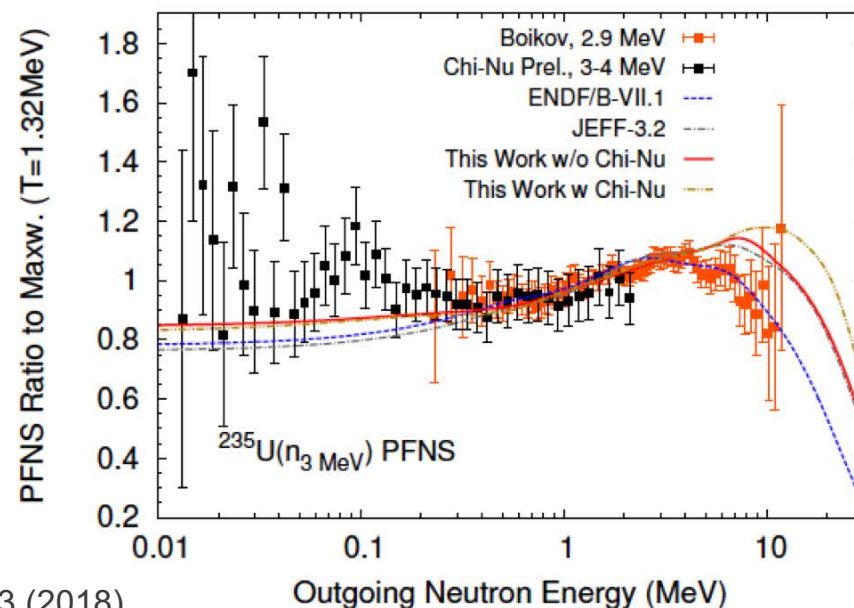 PFNS Ratio to Maxw. (T=1.32MeV)
1.8
1.6
1.4
1.2
1
0.8
0.6
0.4
0.2
Boikov, 2.9 MeV
Chi-Nu Prel., 3-4 MeV
ENDF/B-VII.1
JEFF-3.2
This Work w/o Chi-Nu
This Work w Chi-Nu
235U(n3 MeV) PFNS
0.01 0.1 1 10
Outgoing Neutron Energy (MeV)
3 (2018)